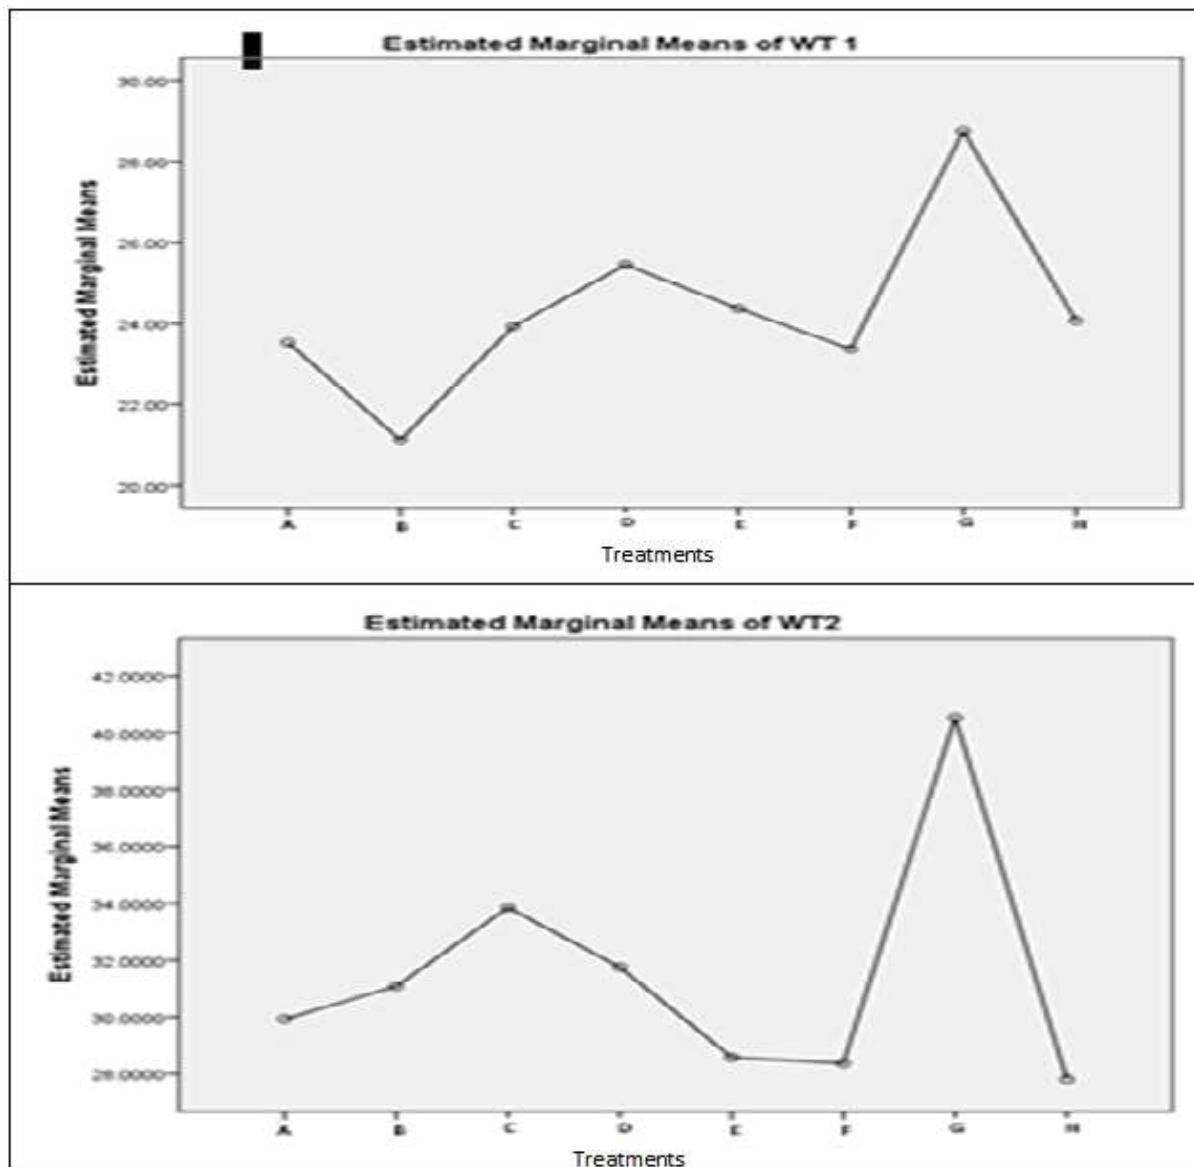 Estimated Marginal Means of WT 1
Estimated Marginal Means
30.00
28.00
26.00
24.00
22.00
20.00
A B C D E F G H
Treatments
Estimated Marginal Means of WT2
Estimated Marginal Means
42.0000
40.0000
38.0000
36.0000
34.0000
32.0000
30.0000
28.0000
A B C D E F G H
Treatments